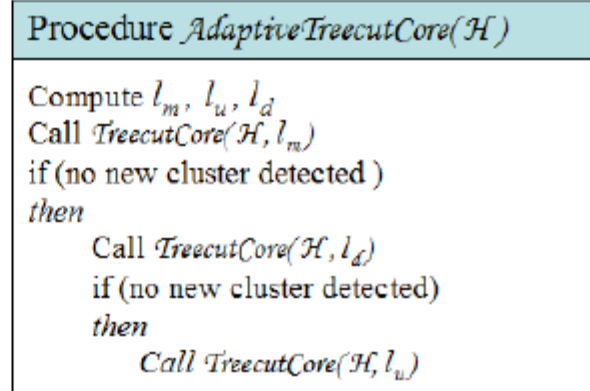 Procedure AdaptiveTreecutCore(H)
Compute l_m, l_u, l_d
Call TreecutCore(H, l_m)
if (no new cluster detected )
then
Call TreecutCore(H, l_d)
if (no new cluster detected)
then
Call TreecutCore(H, l_u)